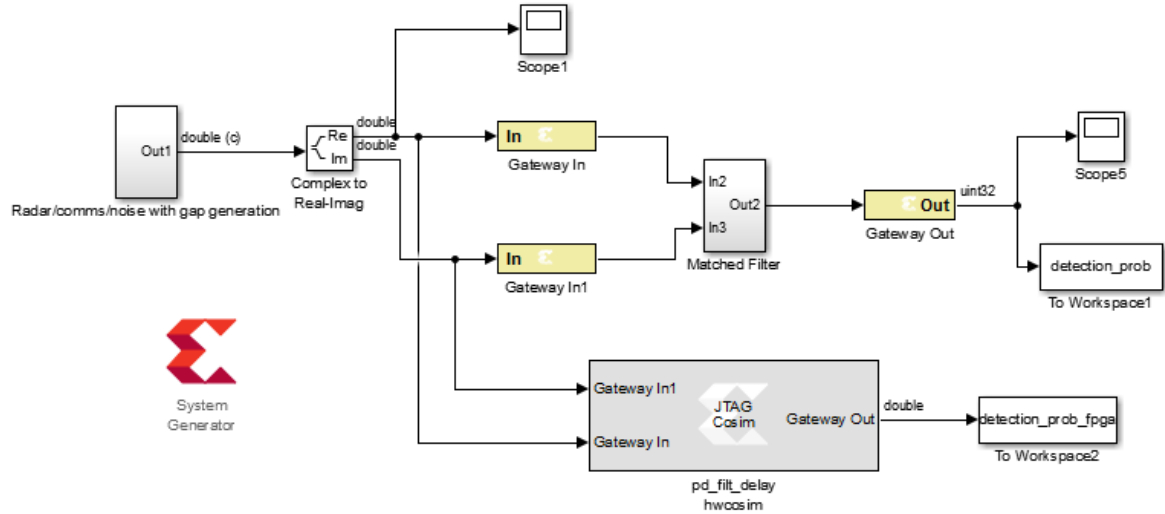 Scope1
Out1
double (c)
Radar/comms/noise with gap generation
Re
Im
double
double
Complex to
Real-Imag
In
Gateway In
In
Gateway In1
In2
In3
Out2
Matched Filter
Out
Gateway Out
uint32
Scope5
detection_prob
To Workspace1
System
Generator
Gateway In1
Gateway In
JTAG
Cosim
Gateway Out
pd_filt_delay
hwcosim
double
detection_prob_fpga
To Workspace2